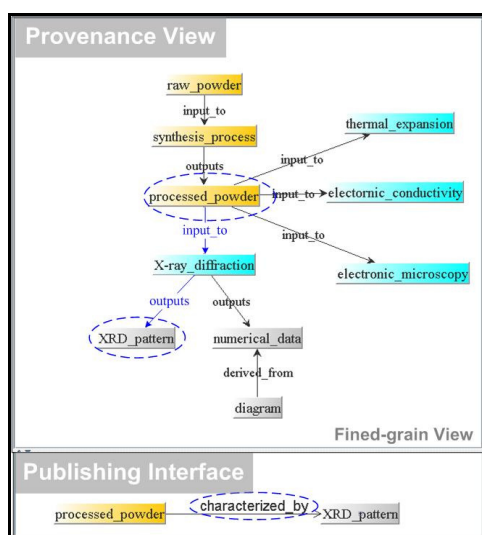 Provenance View
raw_powder
input_to
synthesis_process
thermal_expansion
outputs
input_to
processed_powder
input_to
electornic_conductivity
input_to
input_to
X-ray_diffraction
electronic_microscopy
outputs
outputs
XRD_pattern
numerical_data
derived_from
diagram
Fined-grain View
Publishing Interface
processed_powder
characterized_by
XRD_pattern